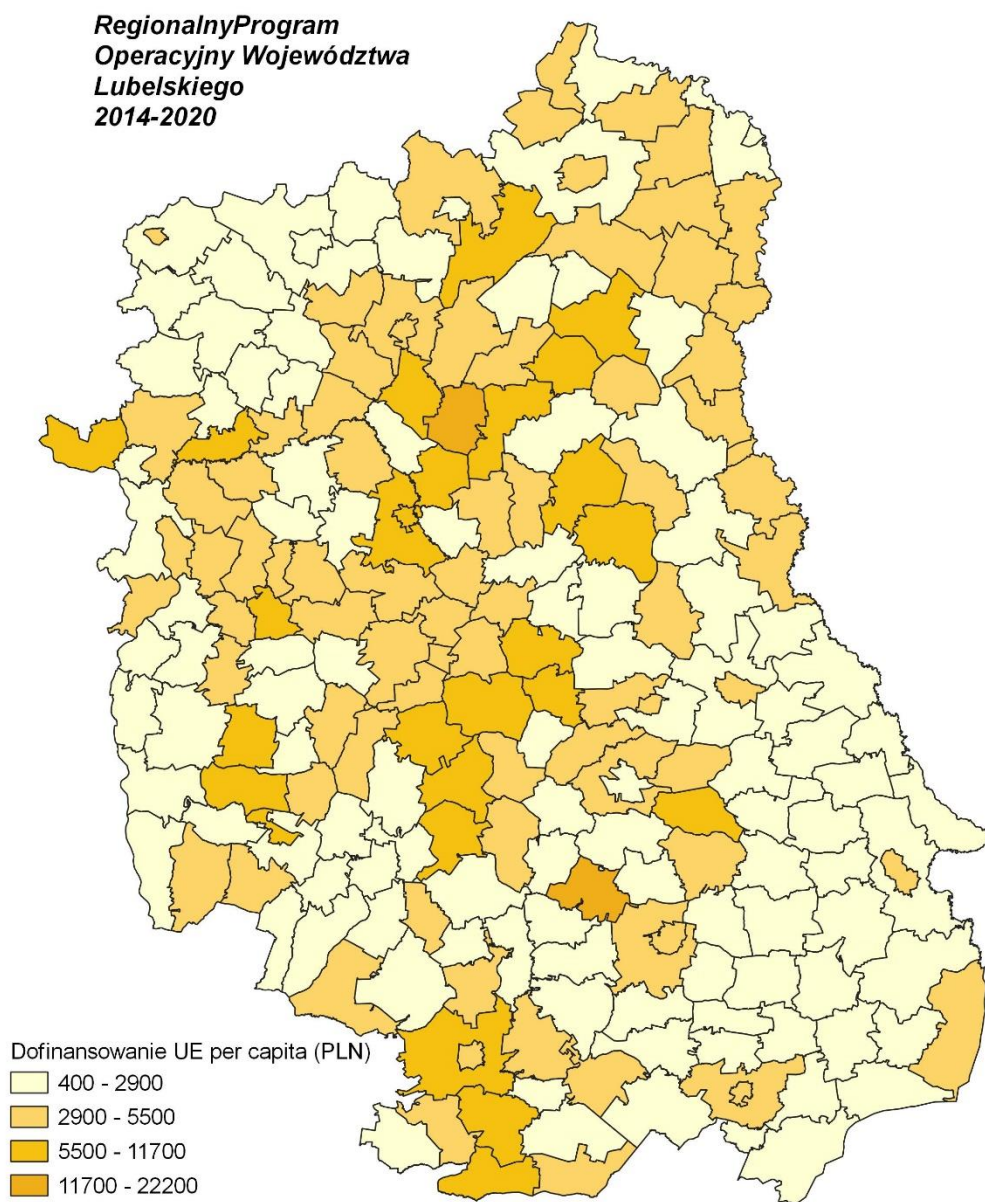 RegionalnyProgram
Operacyjny Województwa
Lubelskiego
2014-2020
Dofinansowanie UE per capita (PLN)
400 - 2900
2900 - 5500
5500 - 11700
11700 - 22200